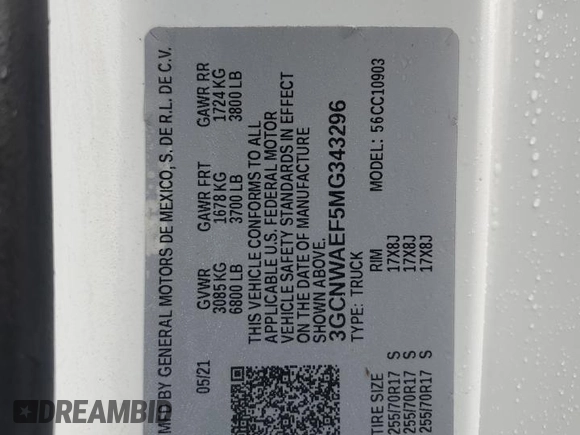 MFD BY GENERAL MOTORS DE MEXICO, S. DE R.L. DE C.V.
05/21 GVWR GAWR FRT GAWR RR
3085 KG 1678 KG 1724 KG
6800 LB 3700 LB 3800 LB
THIS VEHICLE CONFORMS TO ALL
APPLICABLE U.S. FEDERAL MOTOR
VEHICLE SAFETY STANDARDS IN EFFECT
ON THE DATE OF MANUFACTURE
SHOWN ABOVE.
3GCNWAEF5MG343296
TYPE: TRUCK MODEL: 56CC10903
TIRE SIZE RIM
255/70R17 S 17X8J
255/70R17 S 17X8J
255/70R17 S 17X8J
DREAMBID